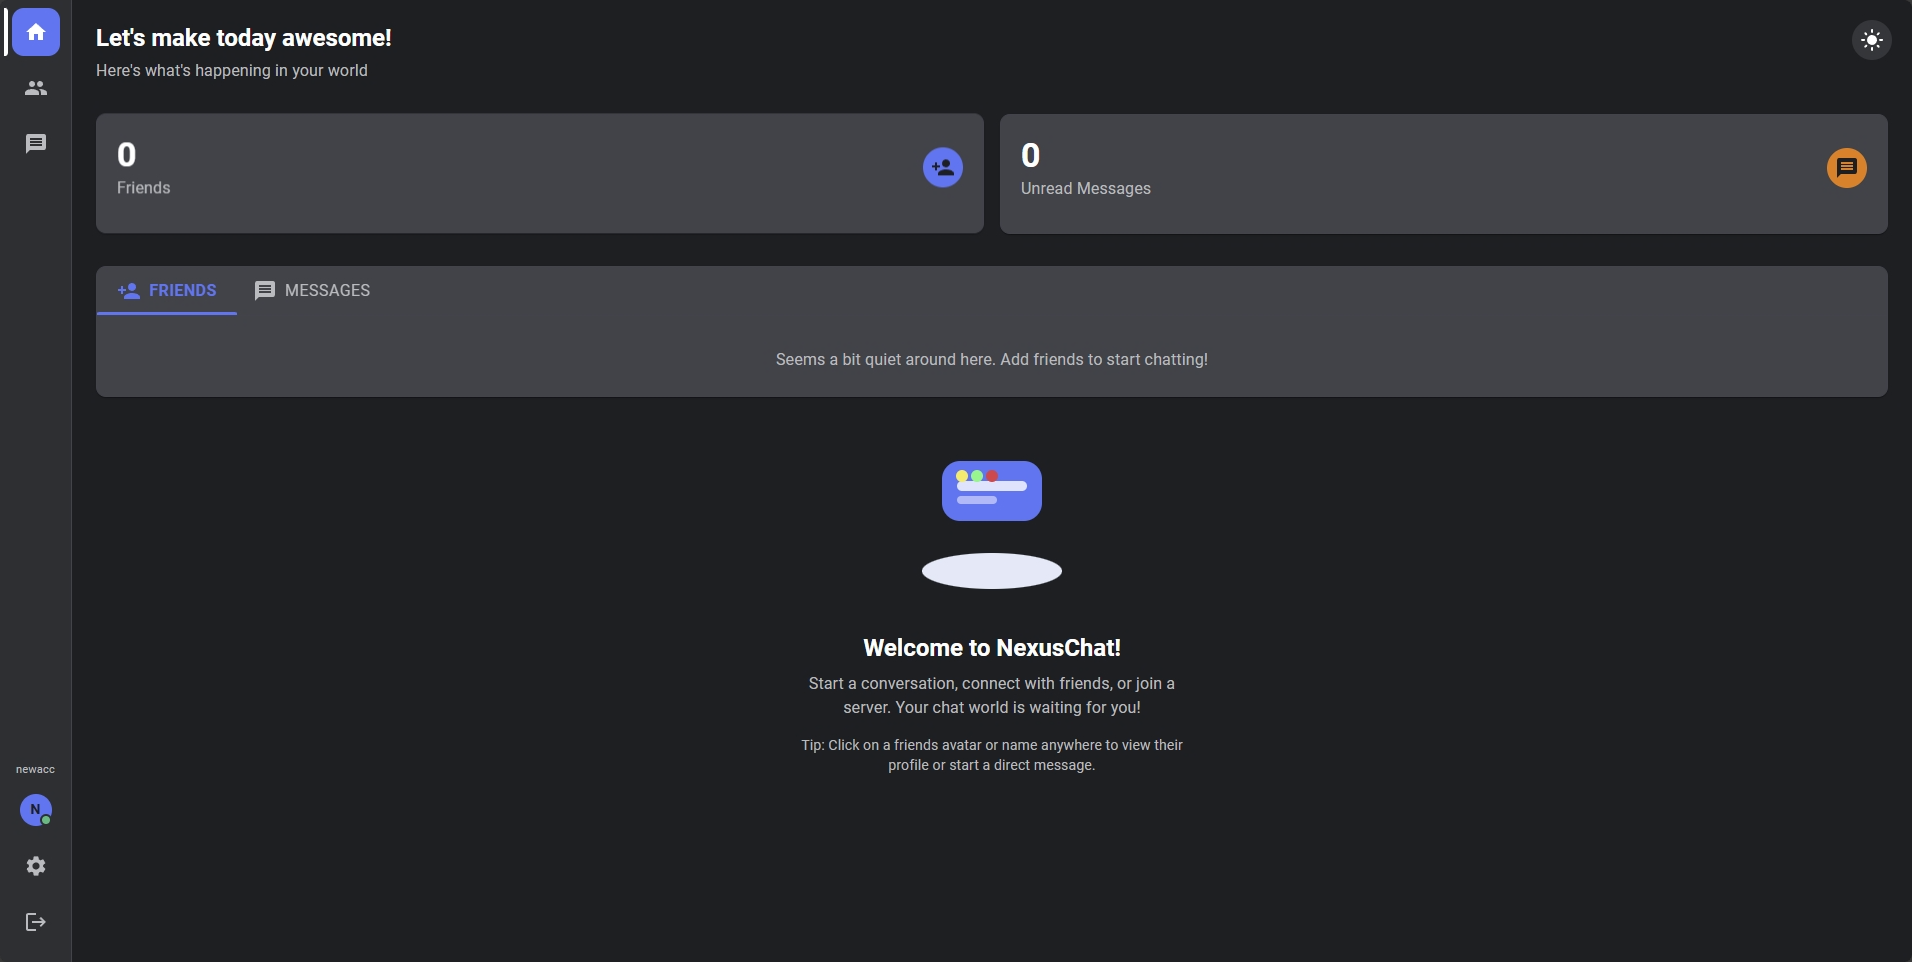 Let's make today awesome!
Here's what's happening in your world
0
Friends
0
Unread Messages
FRIENDS
MESSAGES
Seems a bit quiet around here. Add friends to start chatting!
Welcome to NexusChat!
Start a conversation, connect with friends, or join a
server. Your chat world is waiting for you!
Tip: Click on a friends avatar or name anywhere to view their
profile or start a direct message.
newacc
N